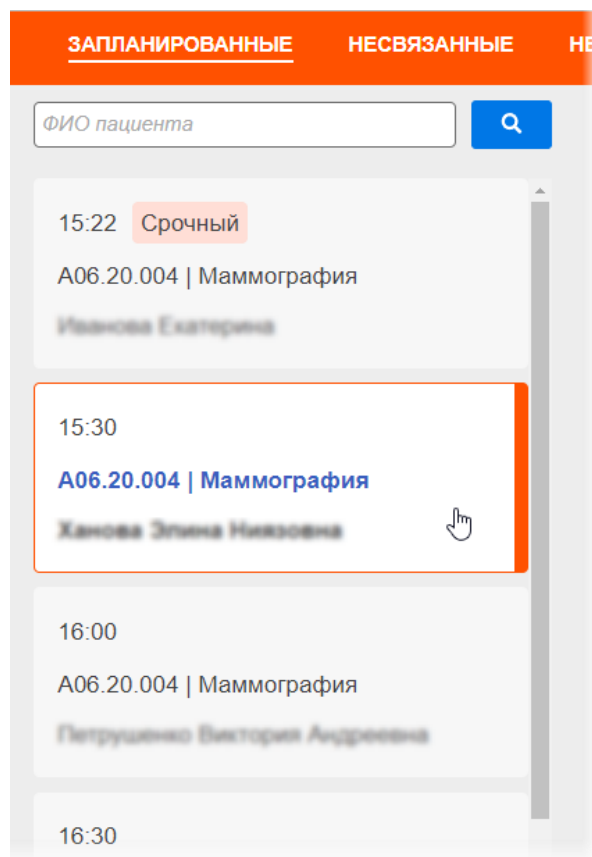 ЗАПЛАНИРОВАННЫЕ НЕСВЯЗАННЫЕ
ФИО пациента
15:22 Срочный
A06.20.004 | Маммография
15:30
A06.20.004 | Маммография
16:00
A06.20.004 | Маммография
16:30